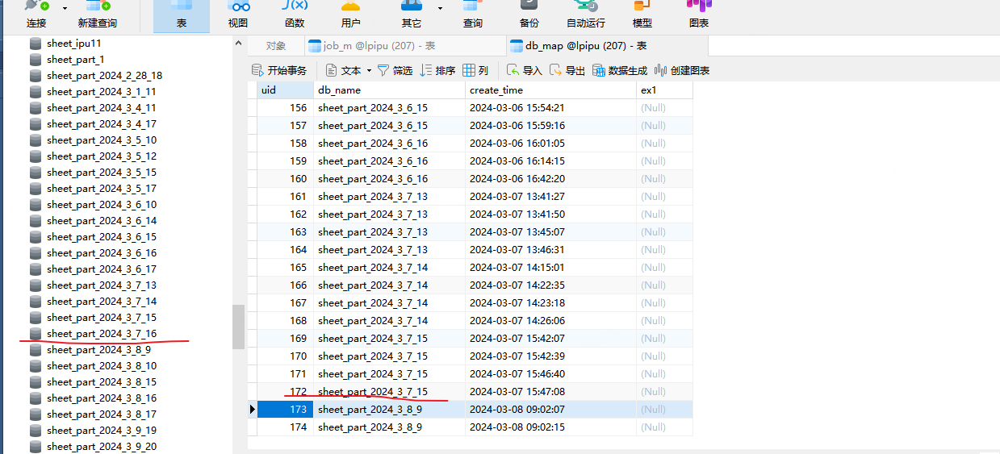 连接 新建查询 表 视图 函数 用户 其它 查询 备份 自动运行 模型 图表
sheet_ipu11
sheet_part_1
sheet_part_2024_2_28_18
sheet_part_2024_3_1_11
sheet_part_2024_3_4_11
sheet_part_2024_3_4_17
sheet_part_2024_3_5_10
sheet_part_2024_3_5_12
sheet_part_2024_3_5_15
sheet_part_2024_3_5_17
sheet_part_2024_3_6_10
sheet_part_2024_3_6_14
sheet_part_2024_3_6_15
sheet_part_2024_3_6_16
sheet_part_2024_3_6_17
sheet_part_2024_3_7_13
sheet_part_2024_3_7_14
sheet_part_2024_3_7_15
sheet_part_2024_3_7_16
sheet_part_2024_3_8_9
sheet_part_2024_3_8_10
sheet_part_2024_3_8_15
sheet_part_2024_3_8_16
sheet_part_2024_3_8_17
sheet_part_2024_3_9_19
sheet_part_2024_3_9_20
对象 job_m @lpipu (207) - 表 db_map @lpipu (207) - 表
开始事务 文本 筛选 排序 列 导入 导出 数据生成 创建图表
uid db_name create_time ex1
156 sheet_part_2024_3_6_15 2024-03-06 15:54:21 (Null)
157 sheet_part_2024_3_6_15 2024-03-06 15:59:16 (Null)
158 sheet_part_2024_3_6_16 2024-03-06 16:01:05 (Null)
159 sheet_part_2024_3_6_16 2024-03-06 16:14:15 (Null)
160 sheet_part_2024_3_6_16 2024-03-06 16:42:20 (Null)
161 sheet_part_2024_3_7_13 2024-03-07 13:41:27 (Null)
162 sheet_part_2024_3_7_13 2024-03-07 13:41:50 (Null)
163 sheet_part_2024_3_7_13 2024-03-07 13:45:07 (Null)
164 sheet_part_2024_3_7_13 2024-03-07 13:46:31 (Null)
165 sheet_part_2024_3_7_14 2024-03-07 14:15:01 (Null)
166 sheet_part_2024_3_7_14 2024-03-07 14:22:35 (Null)
167 sheet_part_2024_3_7_14 2024-03-07 14:23:18 (Null)
168 sheet_part_2024_3_7_14 2024-03-07 14:26:06 (Null)
169 sheet_part_2024_3_7_15 2024-03-07 15:42:07 (Null)
170 sheet_part_2024_3_7_15 2024-03-07 15:42:39 (Null)
171 sheet_part_2024_3_7_15 2024-03-07 15:46:40 (Null)
172 sheet_part_2024_3_7_15 2024-03-07 15:47:08 (Null)
173 sheet_part_2024_3_8_9 2024-03-08 09:02:07 (Null)
174 sheet_part_2024_3_8_9 2024-03-08 09:02:15 (Null)